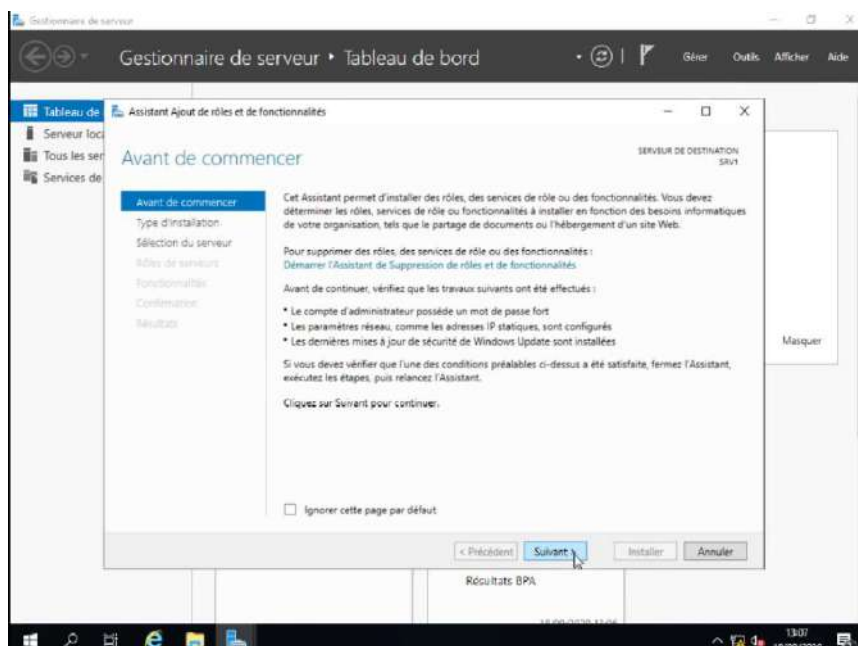 Gestionnaire de serveur
Gestionnaire de serveur • Tableau de bord
Gérer Outils Afficher Aide
Tableau de
Serveur loca
Tous les ser
Services de
Assistant Ajout de rôles et de fonctionnalités
Avant de commencer
SERVEUR DE DESTINATION
SRV1
Avant de commencer
Type d'installation
Sélection du serveur
Rôles de serveurs
Fonctionnalités
Confirmation
Résultats
Cet Assistant permet d'installer des rôles, des services de rôle ou des fonctionnalités. Vous devez
déterminer les rôles, services de rôle ou fonctionnalités à installer en fonction des besoins informatiques
de votre organisation, tels que le partage de documents ou l'hébergement d'un site Web.
Pour supprimer des rôles, des services de rôle ou des fonctionnalités :
Démarrer l'Assistant de Suppression de rôles et de fonctionnalités
Avant de continuer, vérifiez que les travaux suivants ont été effectués :
• Le compte d'administrateur possède un mot de passe fort
• Les paramètres réseau, comme les adresses IP statiques, sont configurés
• Les dernières mises à jour de sécurité de Windows Update sont installées
Si vous devez vérifier que l'une des conditions préalables ci-dessus a été satisfaite, fermez l'Assistant,
exécutez les étapes, puis relancez l'Assistant.
Cliquez sur Suivant pour continuer.
Ignorer cette page par défaut
< Précédent Suivant > Installer Annuler
Masquer
Résultats BPA
13:07